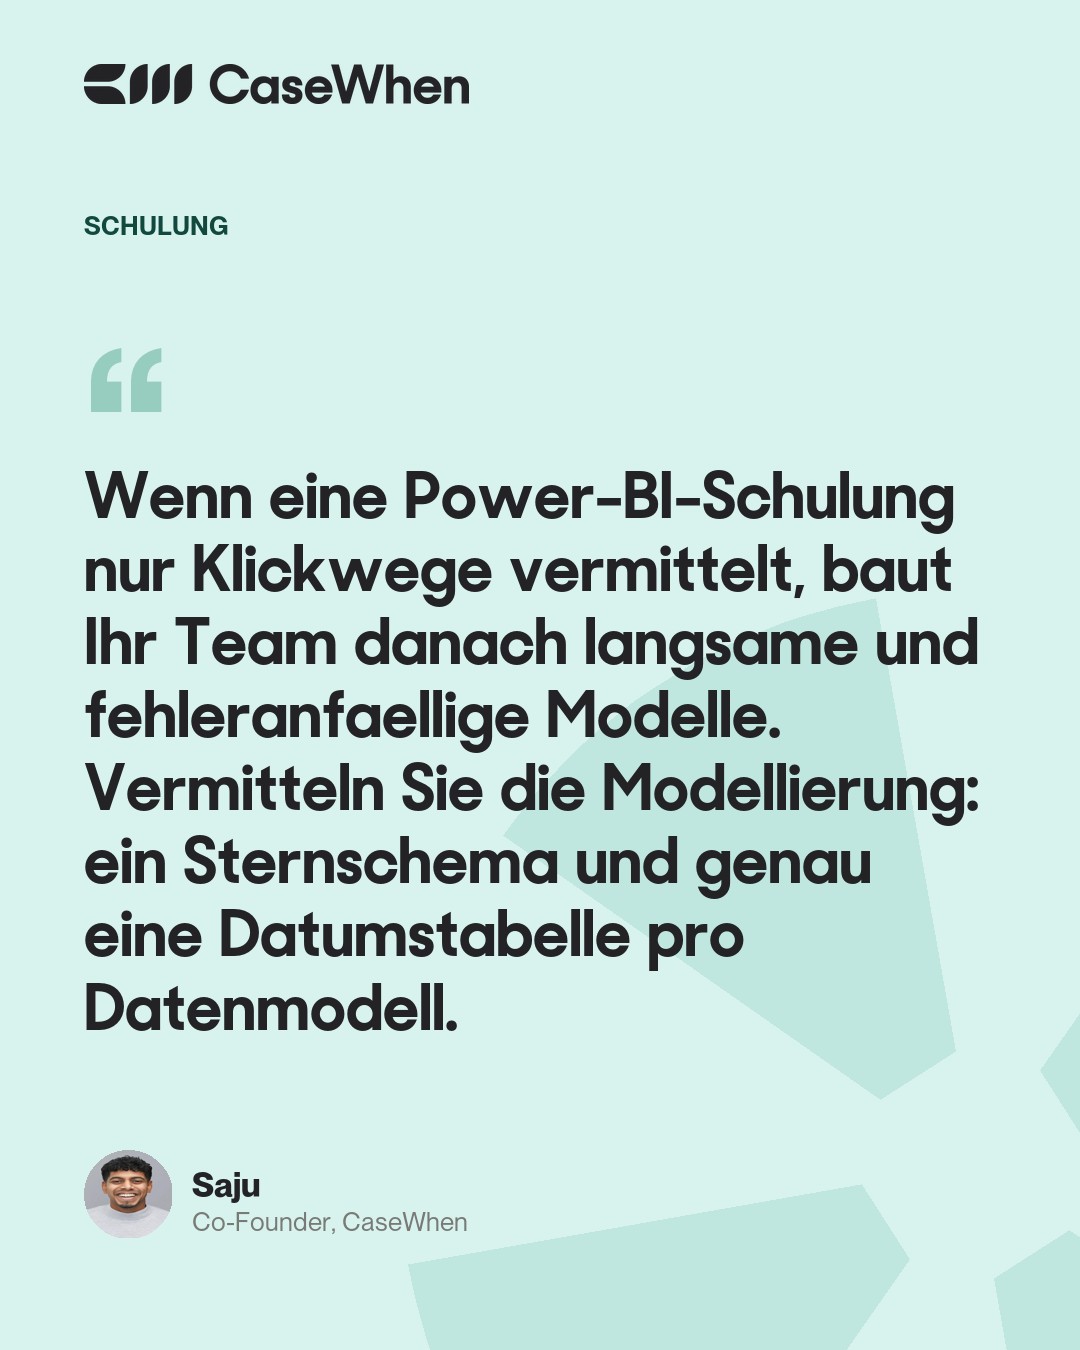 CaseWhen
SCHULUNG
“
Wenn eine Power-BI-Schulung
nur Klickwege vermittelt, baut
Ihr Team danach langsame und
fehleranfaellige Modelle.
Vermitteln Sie die Modellierung:
ein Sternschema und genau
eine Datumstabelle pro
Datenmodell.
Saju
Co-Founder, CaseWhen